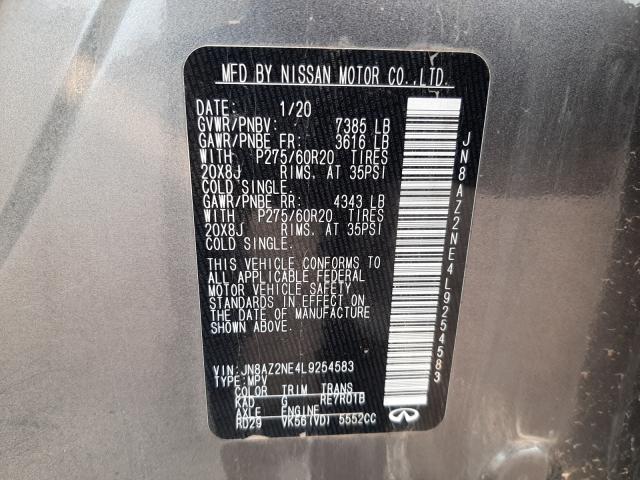 MFD BY NISSAN MOTOR CO.,LTD.
DATE: 1/20
GVWR/PNBV: 7385 LB
GAWR/PNBE FR: 3616 LB
WITH P275/60R20 TIRES
20X8J RIMS. AT 35PSI
COLD SINGLE.
GAWR/PNBE RR: 4343 LB
WITH P275/60R20 TIRES
20X8J RIMS. AT 35PSI
COLD SINGLE.
THIS VEHICLE CONFORMS TO
ALL APPLICABLE FEDERAL
MOTOR VEHICLE SAFETY
STANDARDS IN EFFECT ON
THE DATE OF MANUFACTURE
SHOWN ABOVE.
VIN: JN8AZ2NE4L9254583
TYPE: MPV
COLOR TRIM TRANS
KAD G RE7R01B
AXLE ENGINE
RD29 VK56(VD) 5552CC
JN8AZ2NE4L9254583